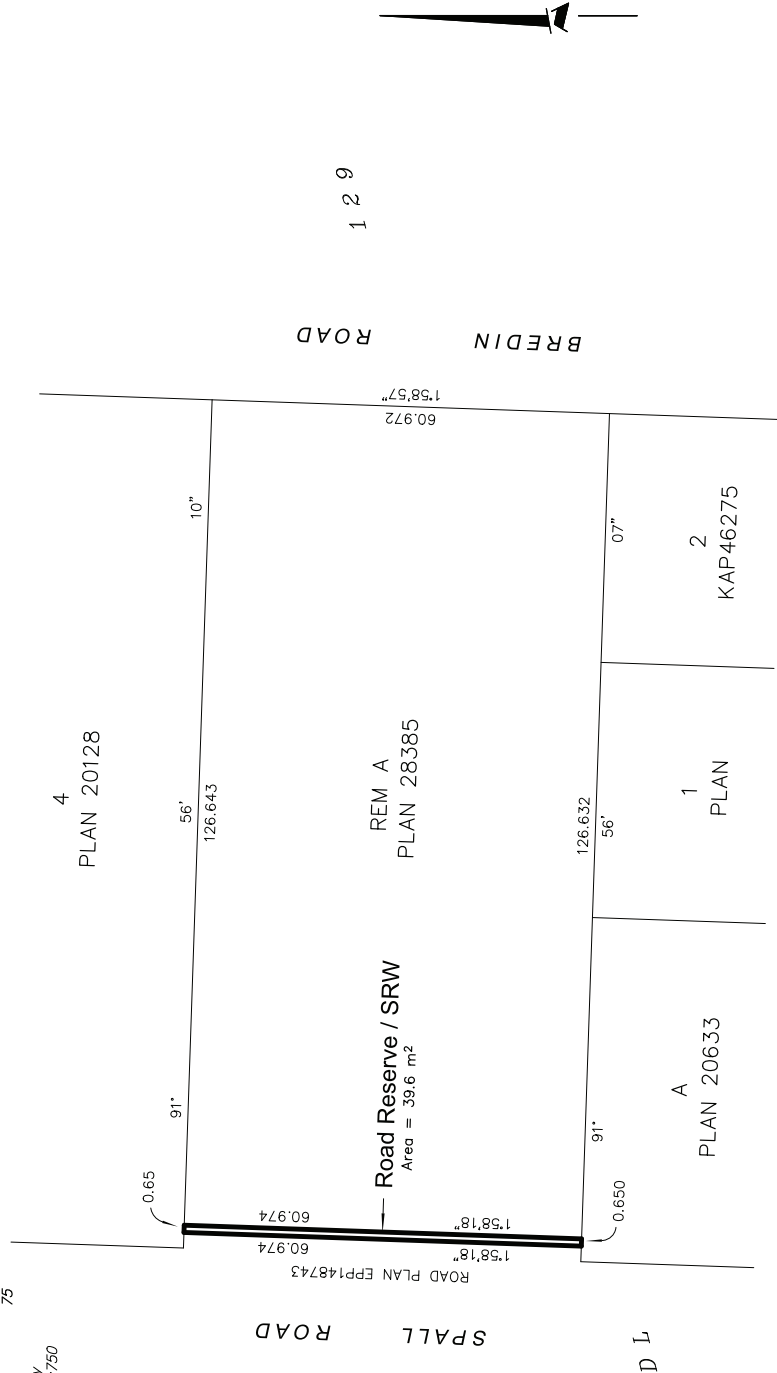 1 2 9
BREDIN ROAD
1°58'57"
60.972
10"
07"
2
KAP46275
4
PLAN 20128
56'
126.643
REM A
PLAN 28385
126.632
56'
1
PLAN
Road Reserve / SRW
Area = 39.6 m²
A
PLAN 20633
91°
91°
0.65
0.650
60.974
1°58'18"
60.974
1°58'18"
ROAD PLAN EPP148743
SPALL ROAD
75
750
D L